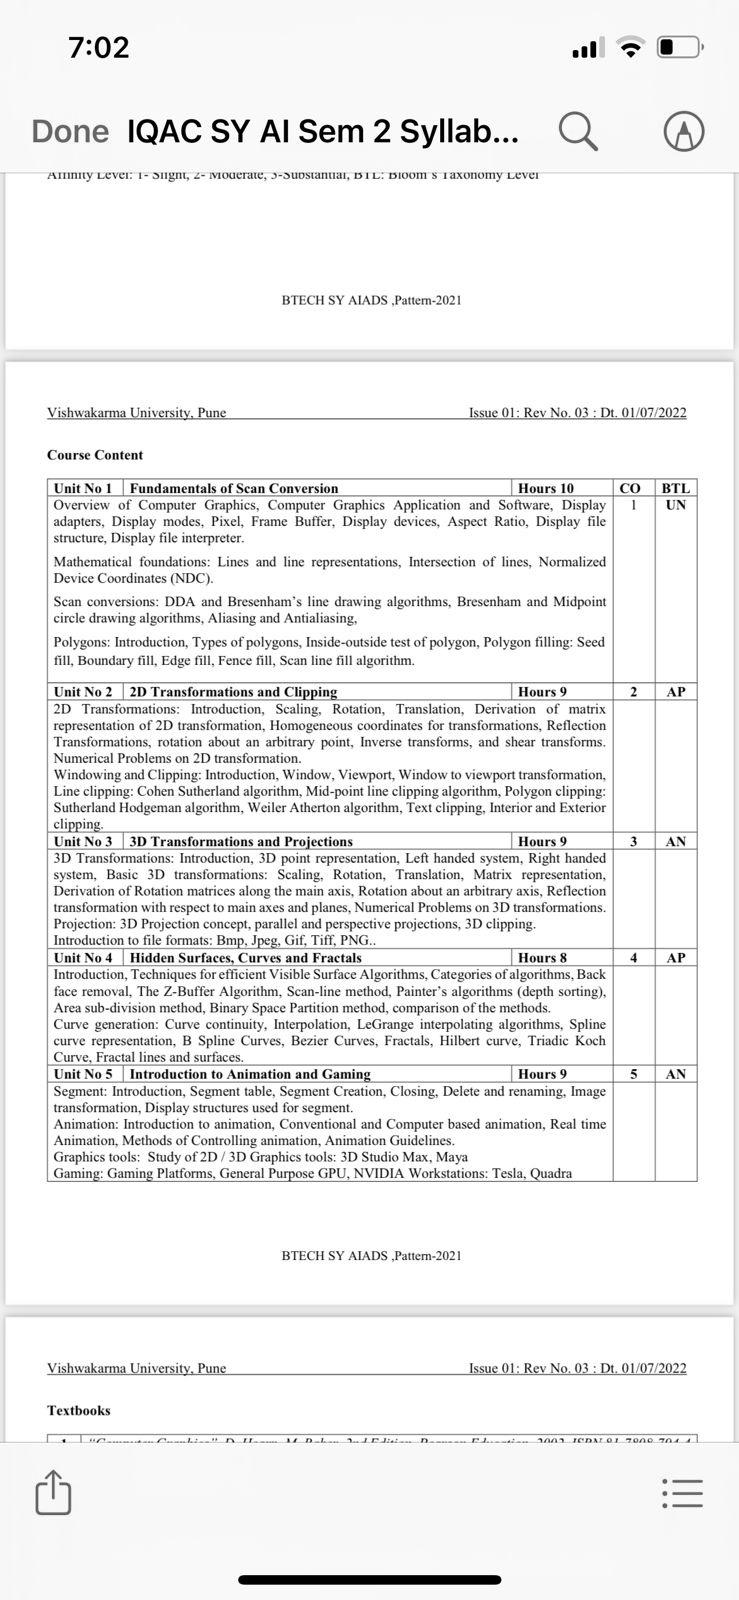 7:02
Done IQAC SY AI Sem 2 Syllab...
Affinity Level: 1- Slight, 2- Moderate, 3-Substantial, BTL: Bloom's Taxonomy Level
BTECH SY AIADS ,Pattern-2021
Vishwakarma University, Pune Issue 01: Rev No. 03 : Dt. 01/07/2022
Course Content
Unit No 1 Fundamentals of Scan Conversion Hours 10 CO BTL
Overview of Computer Graphics, Computer Graphics Application and Software, Display 1 UN
adapters, Display modes, Pixel, Frame Buffer, Display devices, Aspect Ratio, Display file
structure, Display file interpreter.
Mathematical foundations: Lines and line representations, Intersection of lines, Normalized
Device Coordinates (NDC).
Scan conversions: DDA and Bresenham's line drawing algorithms, Bresenham and Midpoint
circle drawing algorithms, Aliasing and Antialiasing,
Polygons: Introduction, Types of polygons, Inside-outside test of polygon, Polygon filling: Seed
fill, Boundary fill, Edge fill, Fence fill, Scan line fill algorithm.
Unit No 2 2D Transformations and Clipping Hours 9 2 AP
2D Transformations: Introduction, Scaling, Rotation, Translation, Derivation of matrix
representation of 2D transformation, Homogeneous coordinates for transformations, Reflection
Transformations, rotation about an arbitrary point, Inverse transforms, and shear transforms.
Numerical Problems on 2D transformation.
Windowing and Clipping: Introduction, Window, Viewport, Window to viewport transformation,
Line clipping: Cohen Sutherland algorithm, Mid-point line clipping algorithm, Polygon clipping:
Sutherland Hodgeman algorithm, Weiler Atherton algorithm, Text clipping, Interior and Exterior
clipping.
Unit No 3 3D Transformations and Projections Hours 9 3 AN
3D Transformations: Introduction, 3D point representation, Left handed system, Right handed
system, Basic 3D transformations: Scaling, Rotation, Translation, Matrix representation,
Derivation of Rotation matrices along the main axis, Rotation about an arbitrary axis, Reflection
transformation with respect to main axes and planes, Numerical Problems on 3D transformations.
Projection: 3D Projection concept, parallel and perspective projections, 3D clipping.
Introduction to file formats: Bmp, Jpeg, Gif, Tiff, PNG..
Unit No 4 Hidden Surfaces, Curves and Fractals Hours 8 4 AP
Introduction, Techniques for efficient Visible Surface Algorithms, Categories of algorithms, Back
face removal, The Z-Buffer Algorithm, Scan-line method, Painter's algorithms (depth sorting),
Area sub-division method, Binary Space Partition method, comparison of the methods.
Curve generation: Curve continuity, Interpolation, LeGrange interpolating algorithms, Spline
curve representation, B Spline Curves, Bezier Curves, Fractals, Hilbert curve, Triadic Koch
Curve, Fractal lines and surfaces.
Unit No 5 Introduction to Animation and Gaming Hours 9 5 AN
Segment: Introduction, Segment table, Segment Creation, Closing, Delete and renaming, Image
transformation, Display structures used for segment.
Animation: Introduction to animation, Conventional and Computer based animation, Real time
Animation, Methods of Controlling animation, Animation Guidelines.
Graphics tools: Study of 2D / 3D Graphics tools: 3D Studio Max, Maya
Gaming: Gaming Platforms, General Purpose GPU, NVIDIA Workstations: Tesla, Quadra
BTECH SY AIADS ,Pattern-2021
Vishwakarma University, Pune Issue 01: Rev No. 03 : Dt. 01/07/2022
Textbooks